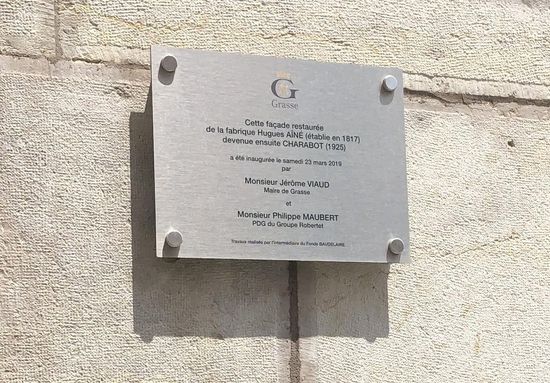 G
Grasse
Cette façade restaurée
de la fabrique Hugues AÎNÉ (établie en 1817)
devenue ensuite CHARABOT (1925)
a été inaugurée le samedi 23 mars 2019
par
Monsieur Jérôme VIAUD
Maire de Grasse
et
Monsieur Philippe MAUBERT
PDG du Groupe Robertet
Travaux réalisés par l'intermédiaire du Fonds BAUDELAIRE